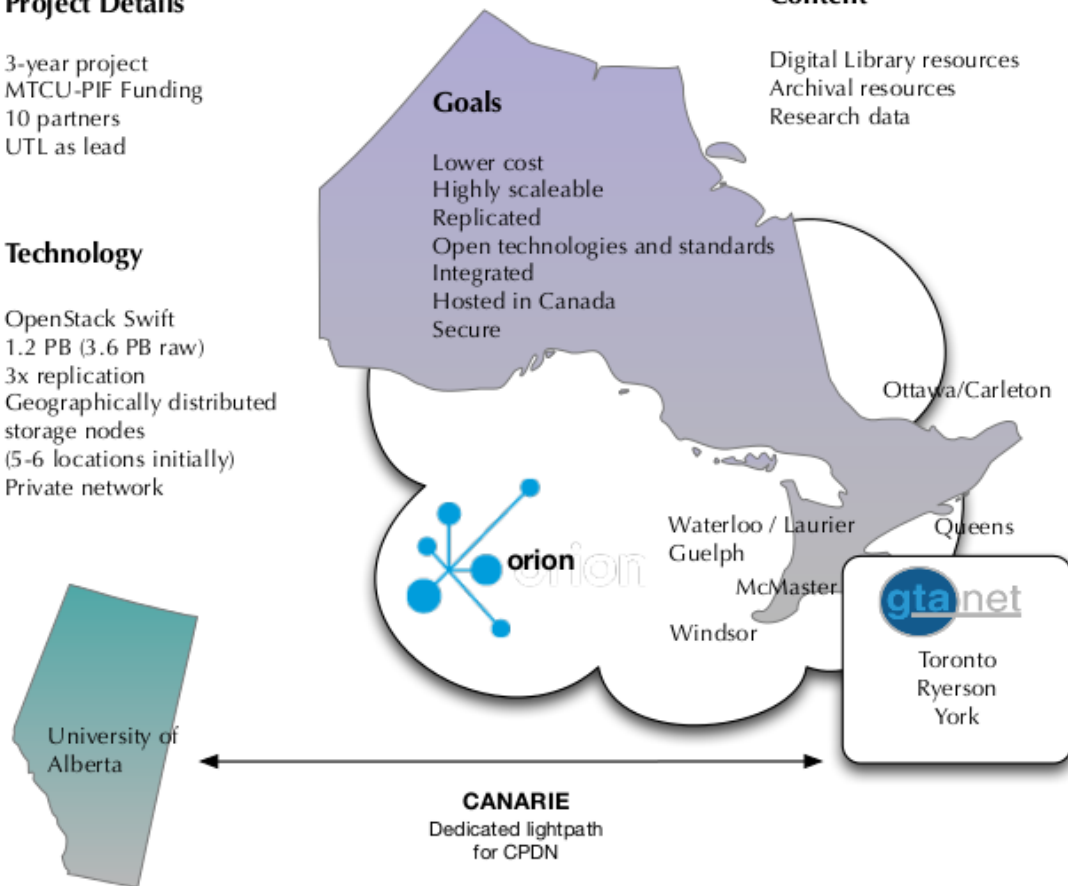 Project Details
3-year project
MTCU-PIF Funding
10 partners
UTL as lead
Technology
OpenStack Swift
1.2 PB (3.6 PB raw)
3x replication
Geographically distributed
storage nodes
(5-6 locations initially)
Private network
Goals
Lower cost
Highly scaleable
Replicated
Open technologies and standards
Integrated
Hosted in Canada
Secure
Content
Digital Library resources
Archival resources
Research data
Ottawa/Carleton
Waterloo / Laurier
Guelph
Queens
McMaster
Windsor
orion
orion
gtanet
Toronto
Ryerson
York
University of
Alberta
CANARIE
Dedicated lightpath
for CPDN